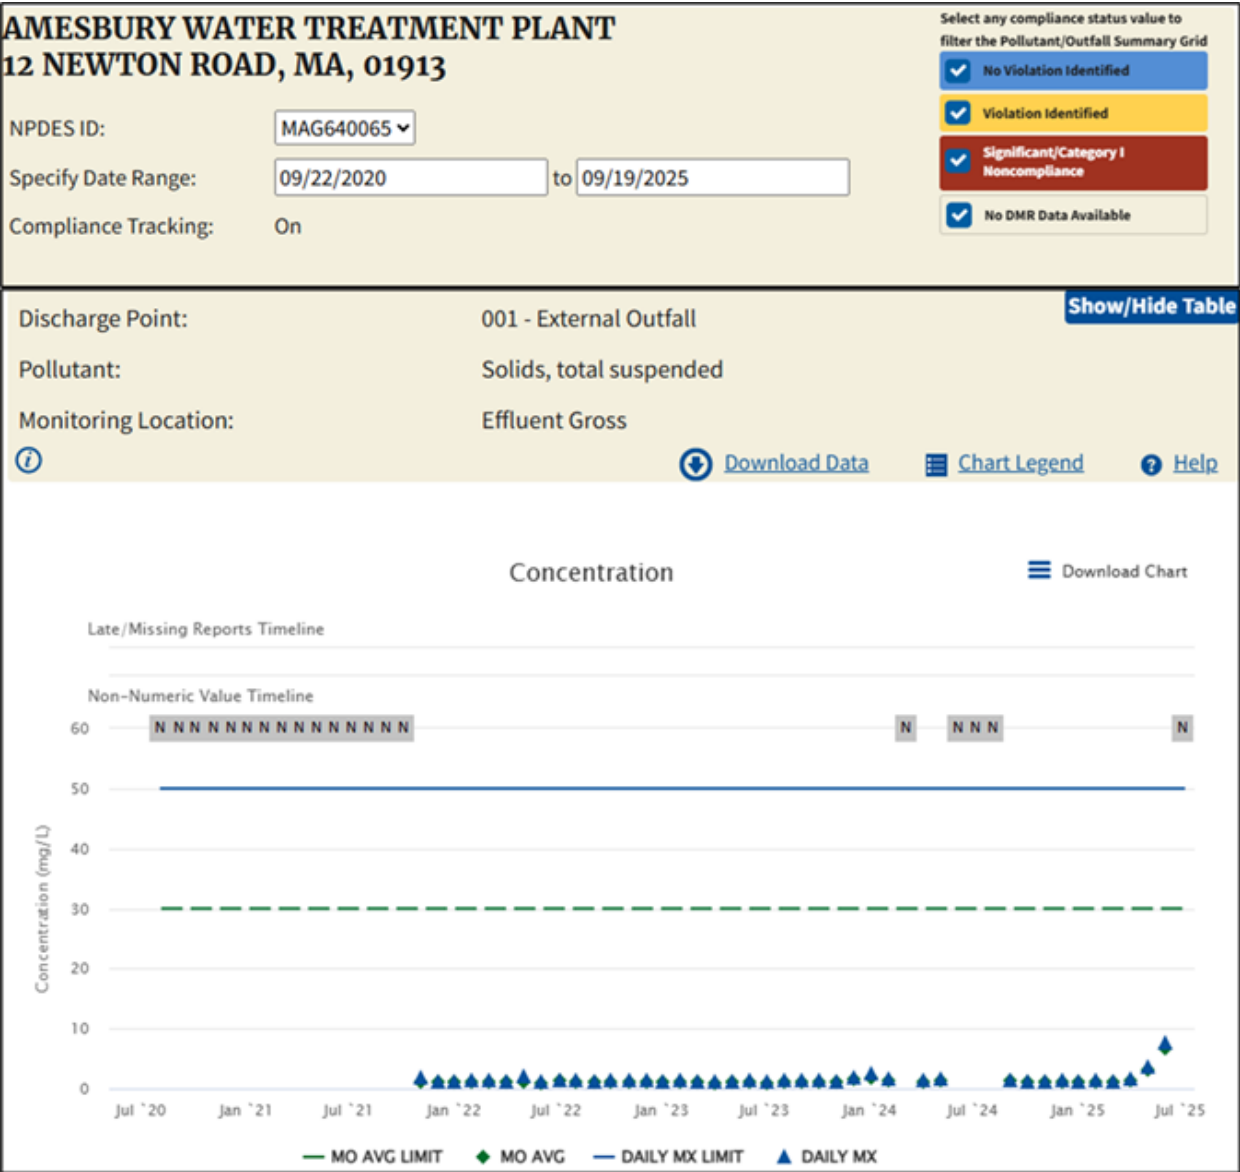 AMESBURY WATER TREATMENT PLANT
12 NEWTON ROAD, MA, 01913
NPDES ID:
MAG640065
Specify Date Range:
09/22/2020 to 09/19/2025
Compliance Tracking:
On
Select any compliance status value to
filter the Pollutant/Outfall Summary Grid
No Violation Identified
Violation Identified
Significant/Category I
Noncompliance
No DMR Data Available
Show/Hide Table
Discharge Point:
001 - External Outfall
Pollutant:
Solids, total suspended
Monitoring Location:
Effluent Gross
Download Data
Chart Legend
Help
Concentration
Download Chart
Late/Missing Reports Timeline
Non-Numeric Value Timeline
N N N N N N N N N N N N N N N
N
N N N
N
60
50
40
30
20
10
0
Concentration (mg/L)
Jul `20
Jan `21
Jul `21
Jan `22
Jul `22
Jan `23
Jul `23
Jan `24
Jul `24
Jan `25
Jul `25
MO AVG LIMIT
MO AVG
DAILY MX LIMIT
DAILY MX